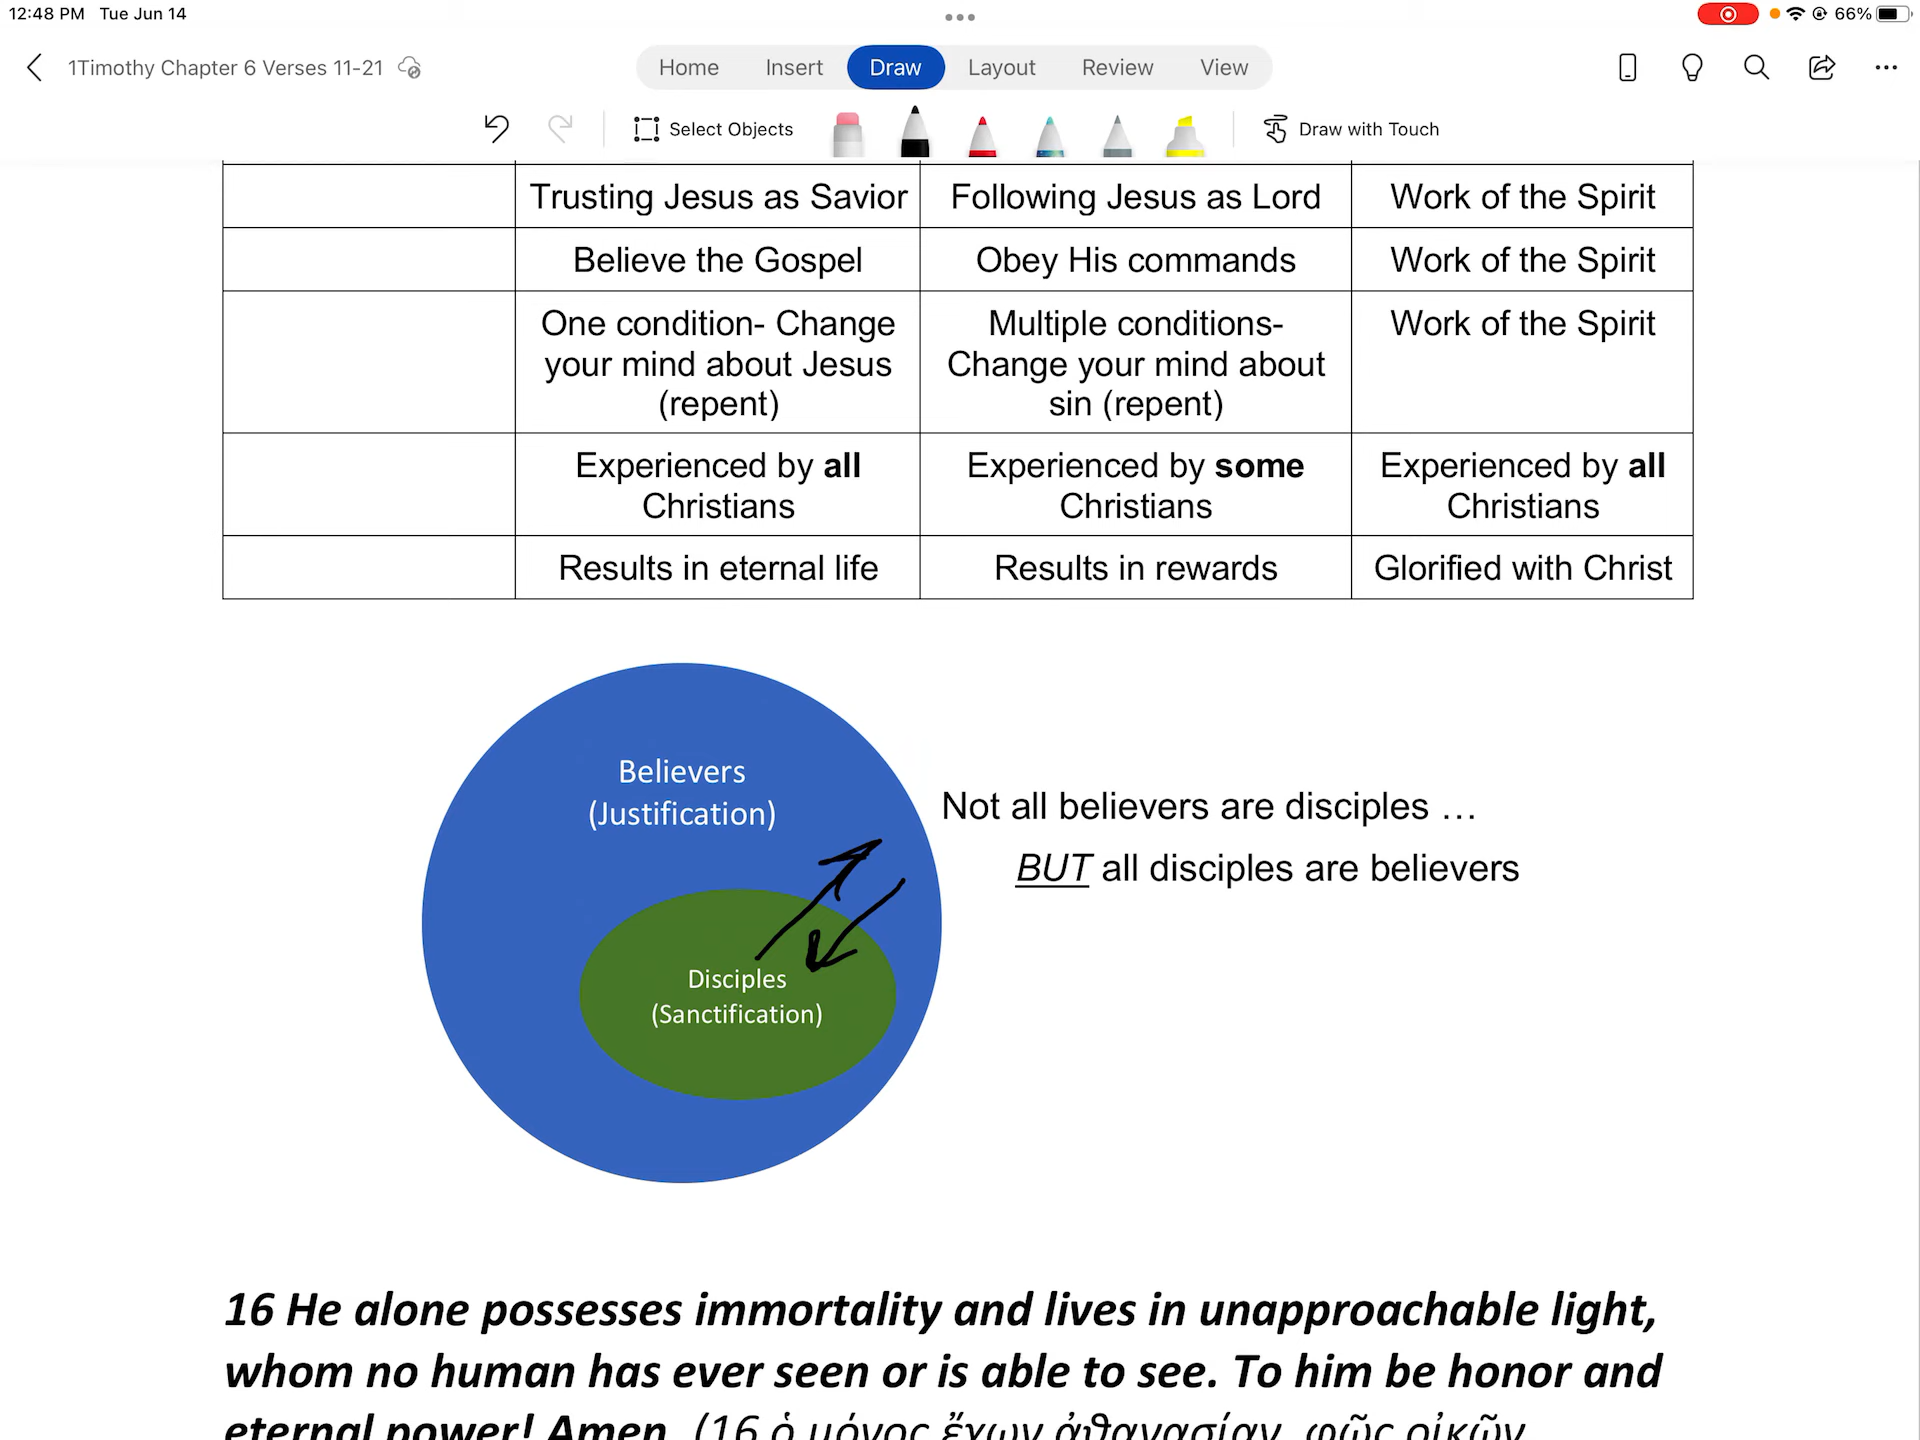 12:48 PM Tue Jun 14
66%
1Timothy Chapter 6 Verses 11-21
Home Insert Draw Layout Review View
Select Objects
Draw with Touch
Trusting Jesus as Savior Following Jesus as Lord Work of the Spirit
Believe the Gospel Obey His commands Work of the Spirit
One condition- Change Multiple conditions- Work of the Spirit
your mind about Jesus Change your mind about
(repent) sin (repent)
Experienced by all Experienced by some Experienced by all
Christians Christians Christians
Results in eternal life Results in rewards Glorified with Christ
Believers
(Justification)
Not all believers are disciples …
BUT all disciples are believers
Disciples
(Sanctification)
16 He alone possesses immortality and lives in unapproachable light,
whom no human has ever seen or is able to see. To him be honor and
eternal power! Amen. (16 ὁ μόνος ἔχων ἀθανασίαν, φῶς οἰκῶν